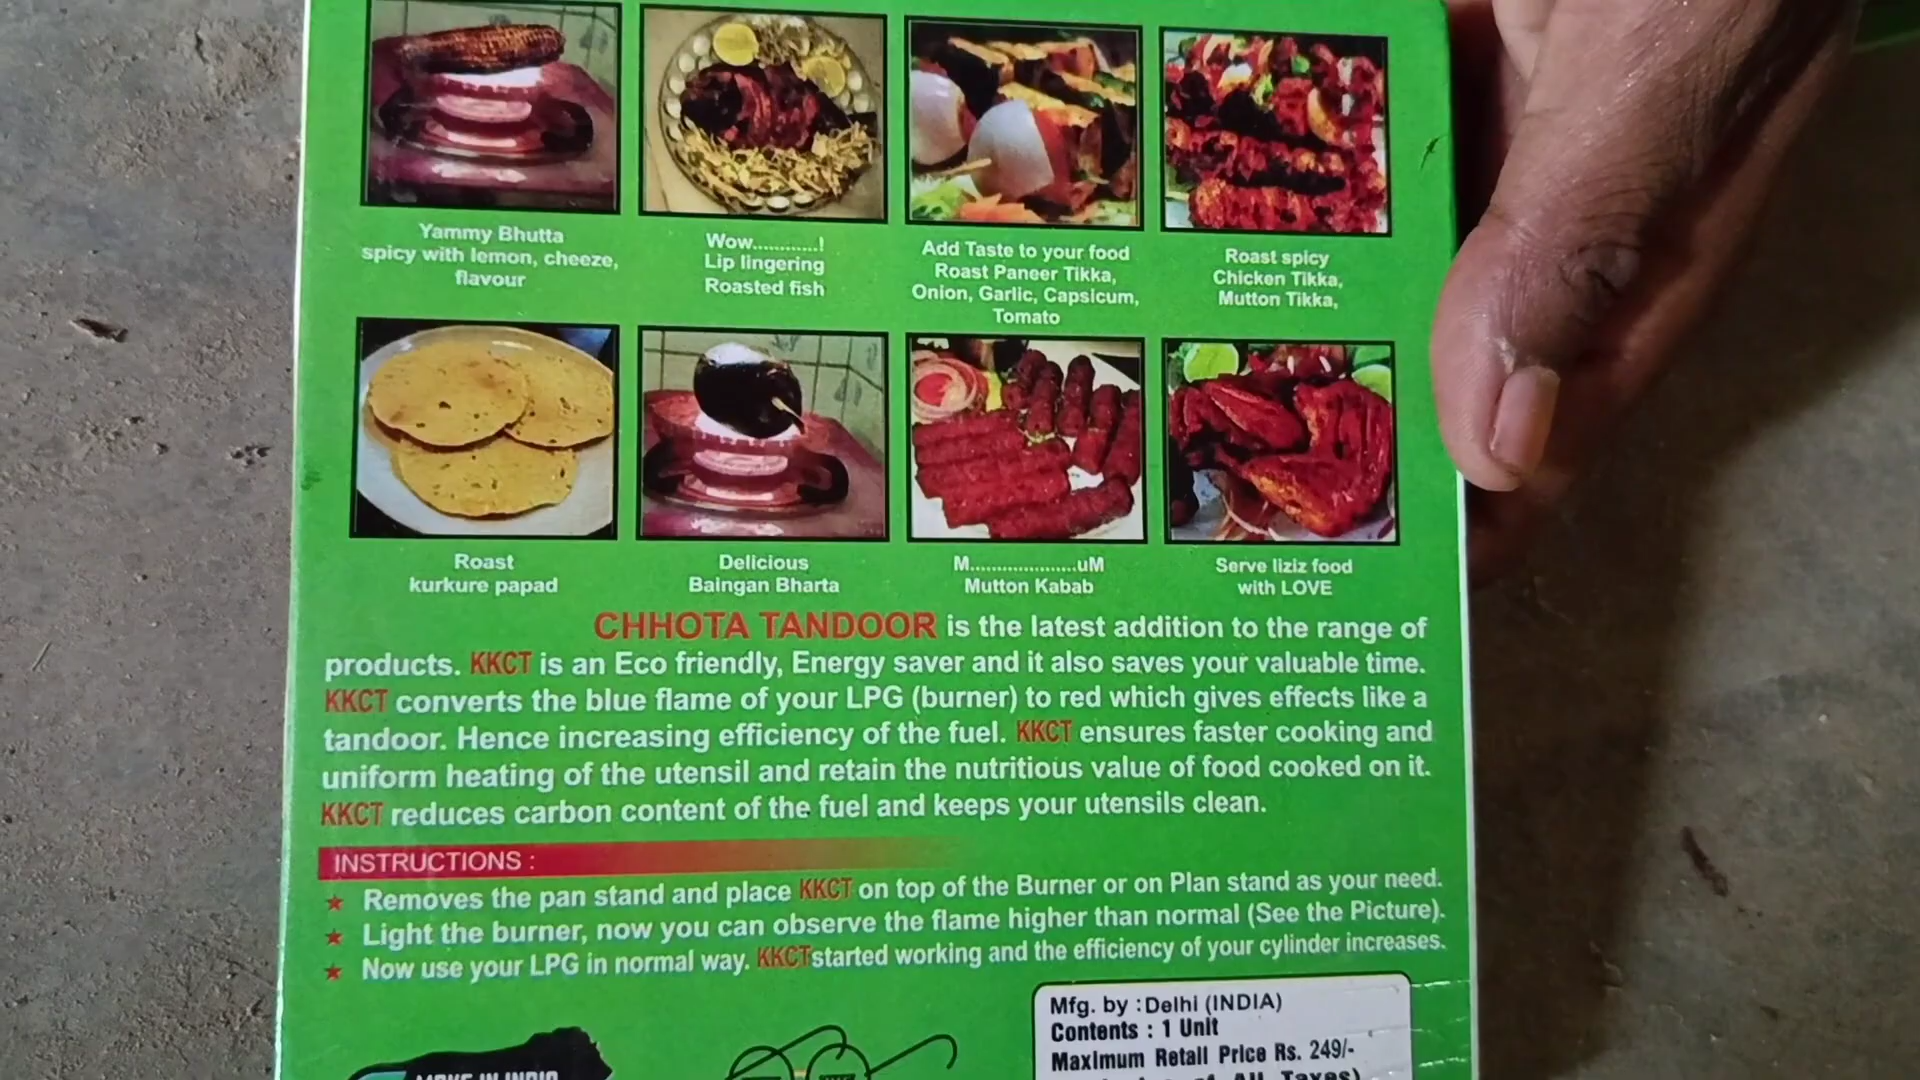 Yammy Bhutta
spicy with lemon, cheeze,
flavour
Wow............!
Lip lingering
Roasted fish
Add Taste to your food
Roast Paneer Tikka,
Onion, Garlic, Capsicum,
Tomato
Roast spicy
Chicken Tikka,
Mutton Tikka,
Roast
kurkure papad
Delicious
Baingan Bharta
M....................uM
Mutton Kabab
Serve liziz food
with LOVE
CHHOTA TANDOOR is the latest addition to the range of
products. KKCT is an Eco friendly, Energy saver and it also saves your valuable time.
KKCT converts the blue flame of your LPG (burner) to red which gives effects like a
tandoor. Hence increasing efficiency of the fuel. KKCT ensures faster cooking and
uniform heating of the utensil and retain the nutritious value of food cooked on it.
KKCT reduces carbon content of the fuel and keeps your utensils clean.
INSTRUCTIONS :
★ Removes the pan stand and place KKCT on top of the Burner or on Plan stand as your need.
★ Light the burner, now you can observe the flame higher than normal (See the Picture).
★ Now use your LPG in normal way. KKCT started working and the efficiency of your cylinder increases.
Mfg. by : Delhi (INDIA)
Contents : 1 Unit
Maximum Retail Price Rs. 249/-
of All Taxes)
MAKE IN INDIA